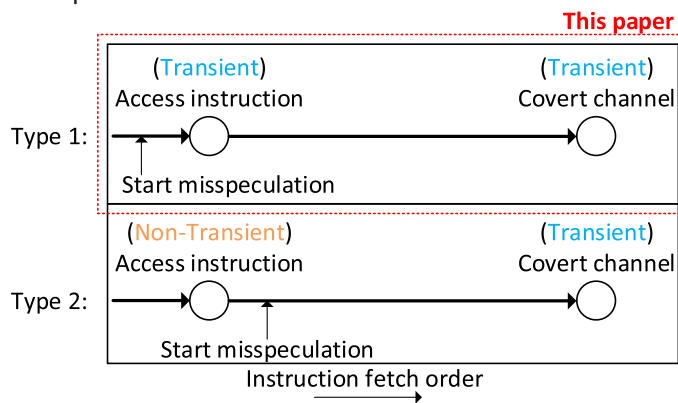 This paper
(Transient) (Transient)
Access instruction Covert channel
Type 1:
Start misspeculation
(Non-Transient) (Transient)
Access instruction Covert channel
Type 2:
Start misspeculation
Instruction fetch order